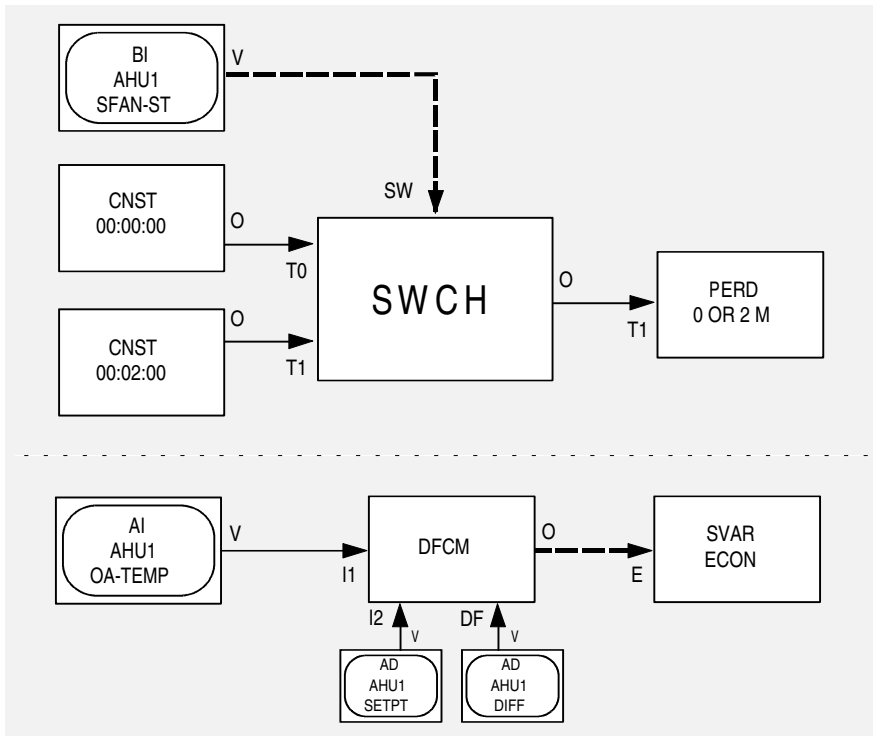 BI
AHU1
SFAN-ST
V
SW
CNST
00:00:00
O
T0
SWCH
O
T1
PERD
0 OR 2 M
CNST
00:02:00
O
T1
AI
AHU1
OA-TEMP
V
I1
DFCM
O
E
SVAR
ECON
I2
V
DF
V
AD
AHU1
SETPT
AD
AHU1
DIFF